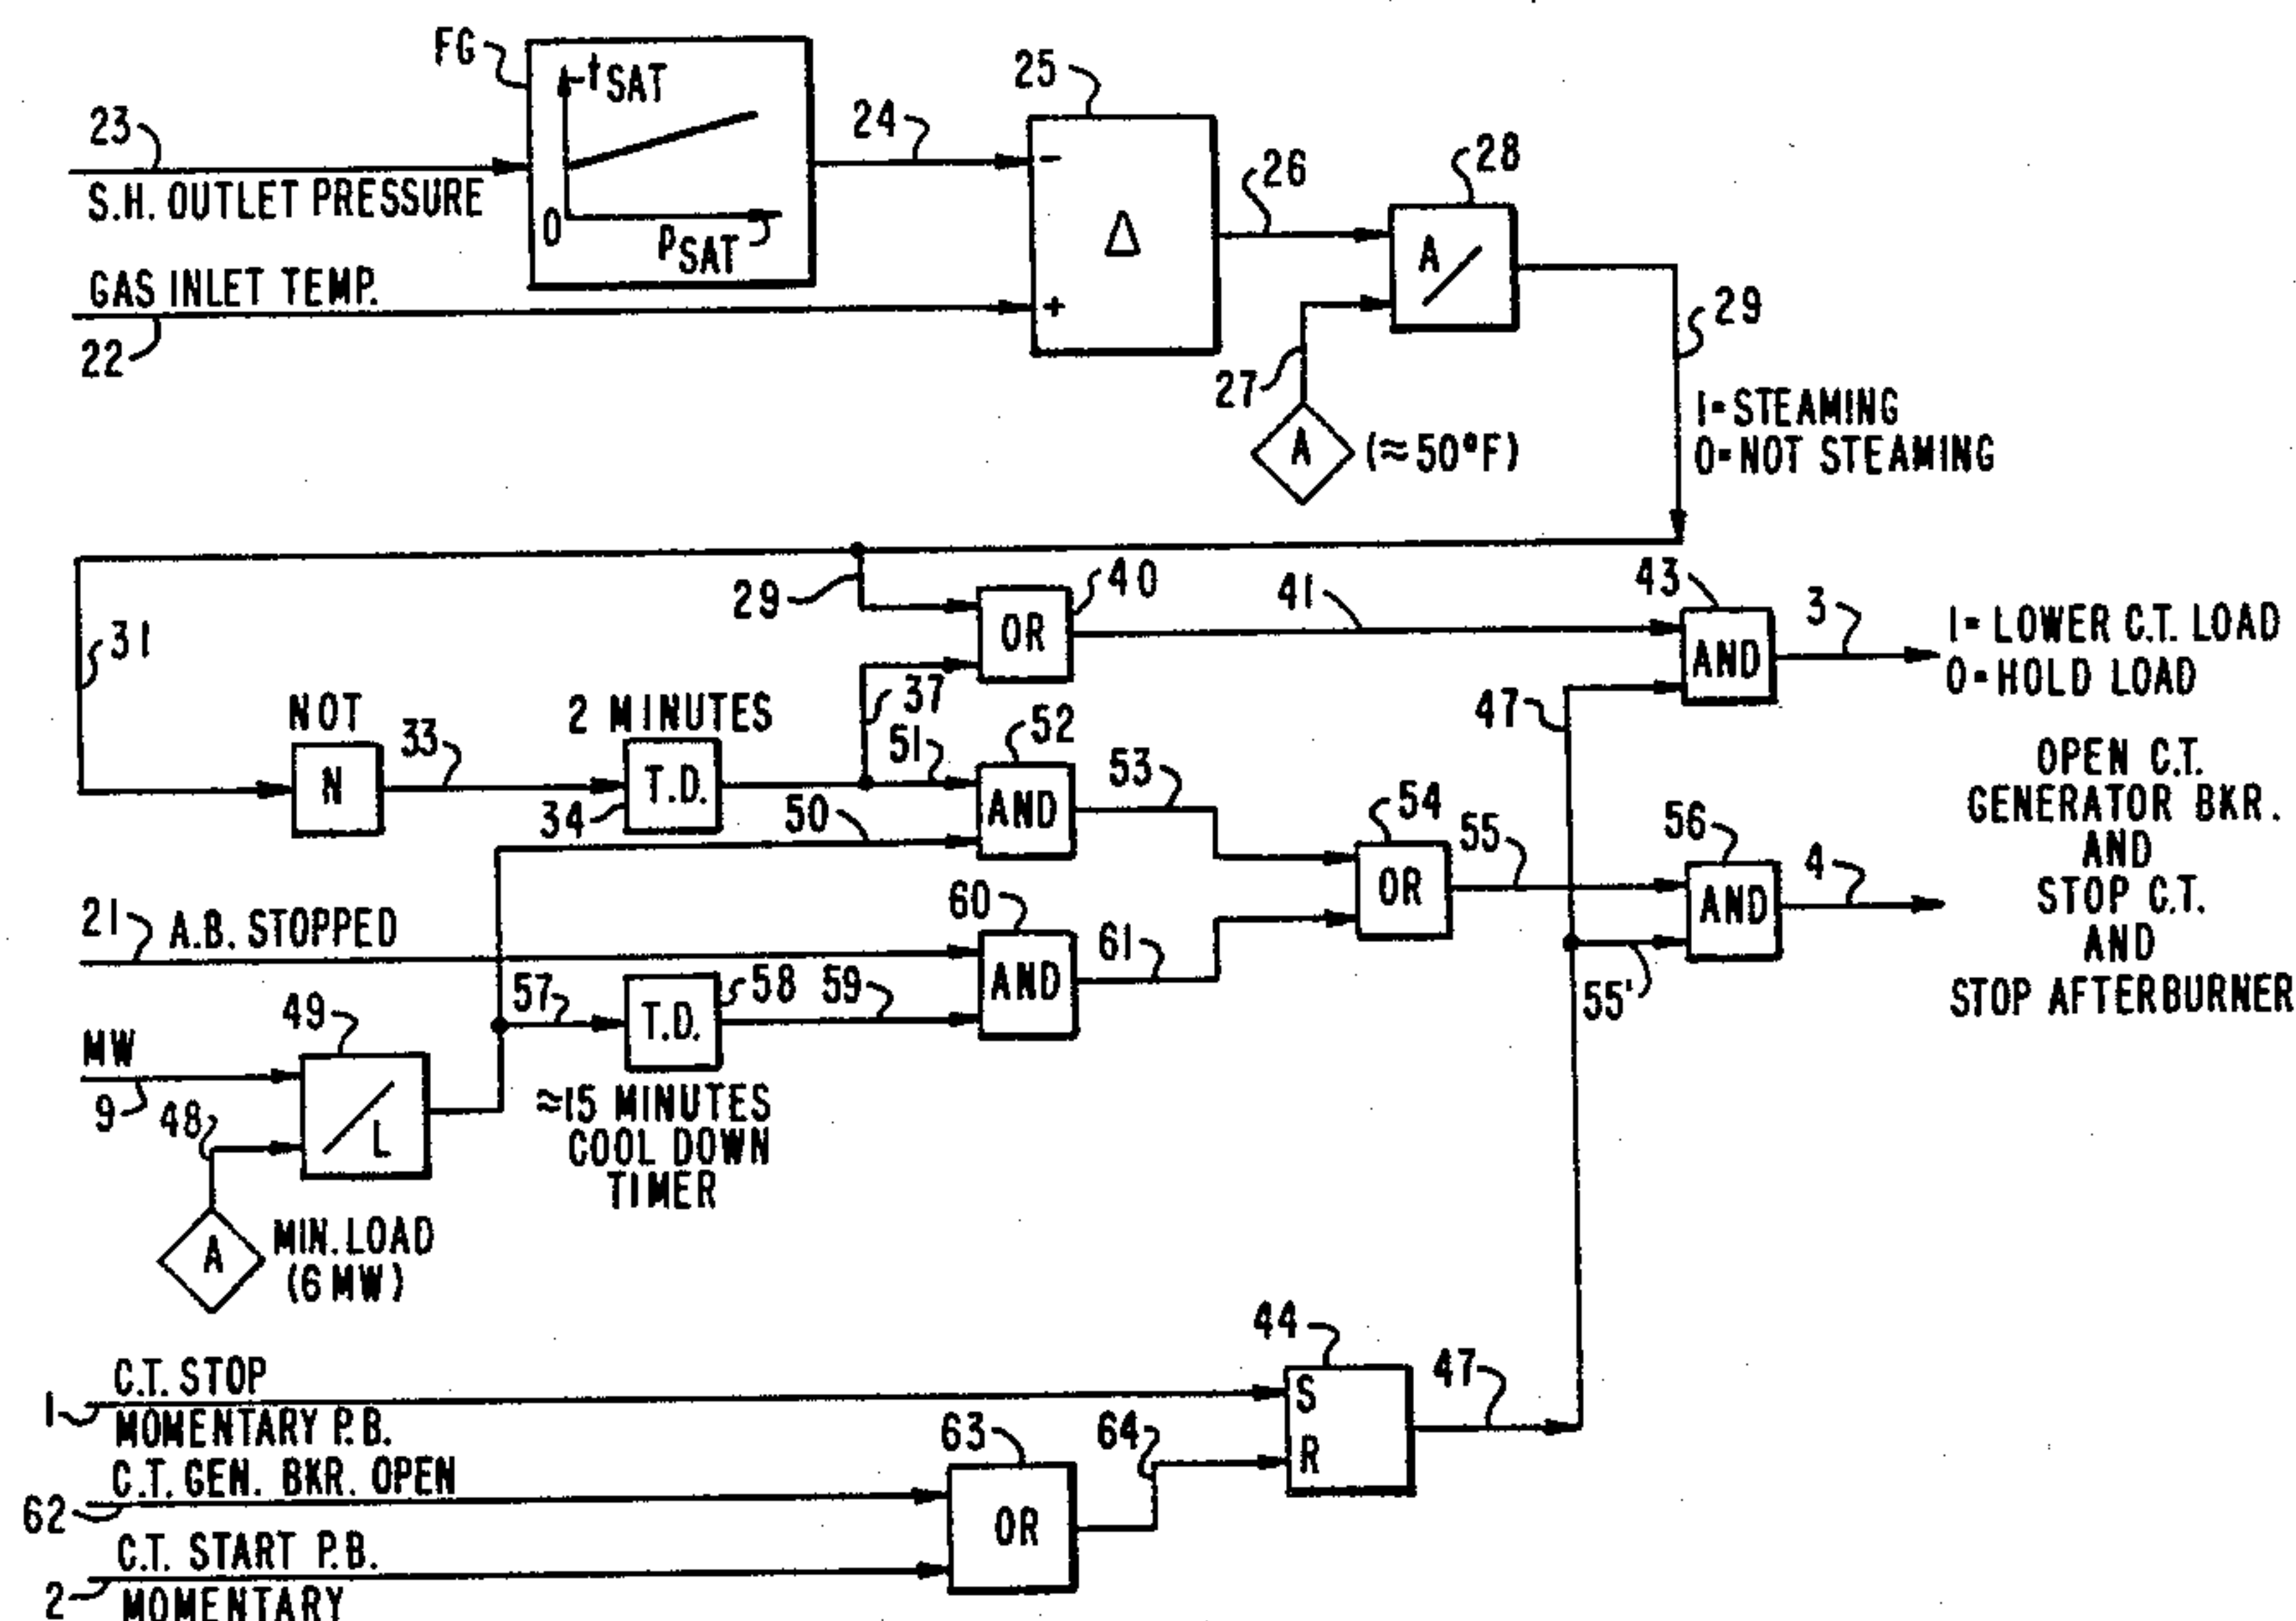 FG
tSAT
0
PSAT
23
S.H. OUTLET PRESSURE
GAS INLET TEMP.
22
24
25
-
Δ
+
26
28
A
27
A
(≈50°F)
29
1=STEAMING
0=NOT STEAMING
31
29
OR
40
41
43
AND
3
1= LOWER C.T. LOAD
0= HOLD LOAD
NOT
N
33
2 MINUTES
T.D.
34
37
51
50
52
AND
53
47
54
OR
55
56
AND
4
55'
OPEN C.T.
GENERATOR BKR.
AND
STOP C.T.
AND
STOP AFTERBURNER
21
A.B. STOPPED
60
AND
61
57
T.D.
58
59
≈15 MINUTES
COOL DOWN
TIMER
MW
9
48
49
L
A
MIN. LOAD
(6 MW)
C.T. STOP
1
MOMENTARY P.B.
C.T. GEN. BKR. OPEN
62
C.T. START P.B.
2
MOMENTARY
63
OR
64
44
S
R
47